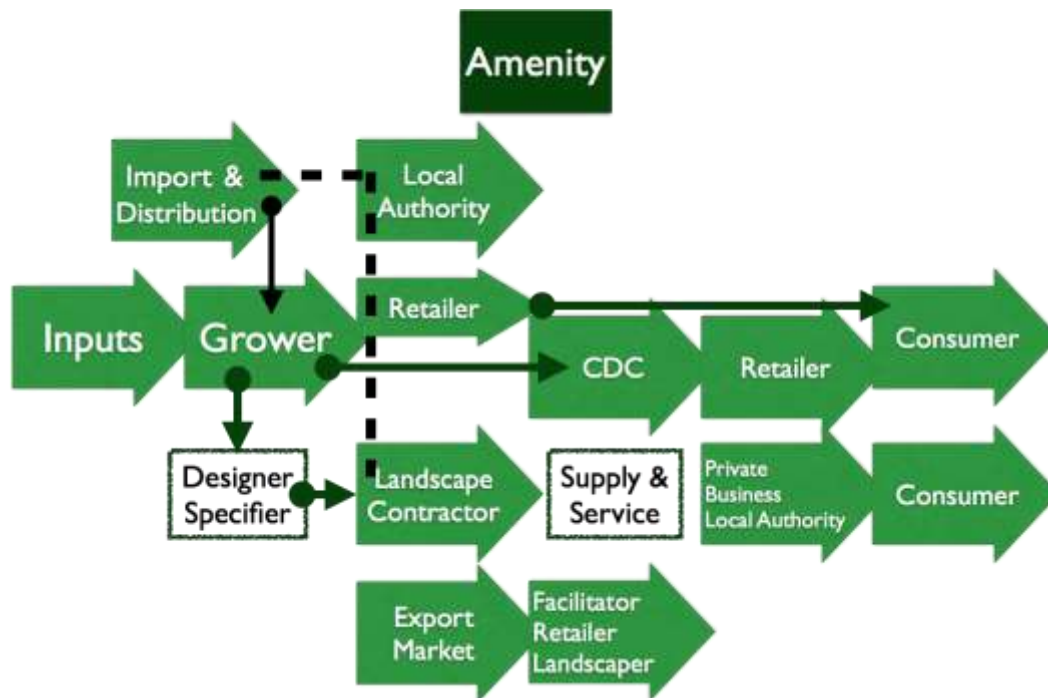 Amenity
Import &
Distribution
Local
Authority
Inputs
Grower
Retailer
CDC
Retailer
Consumer
Designer
Specifier
Landscape
Contractor
Supply &
Service
Private
Business
Local Authority
Consumer
Export
Market
Facilitator
Retailer
Landscaper